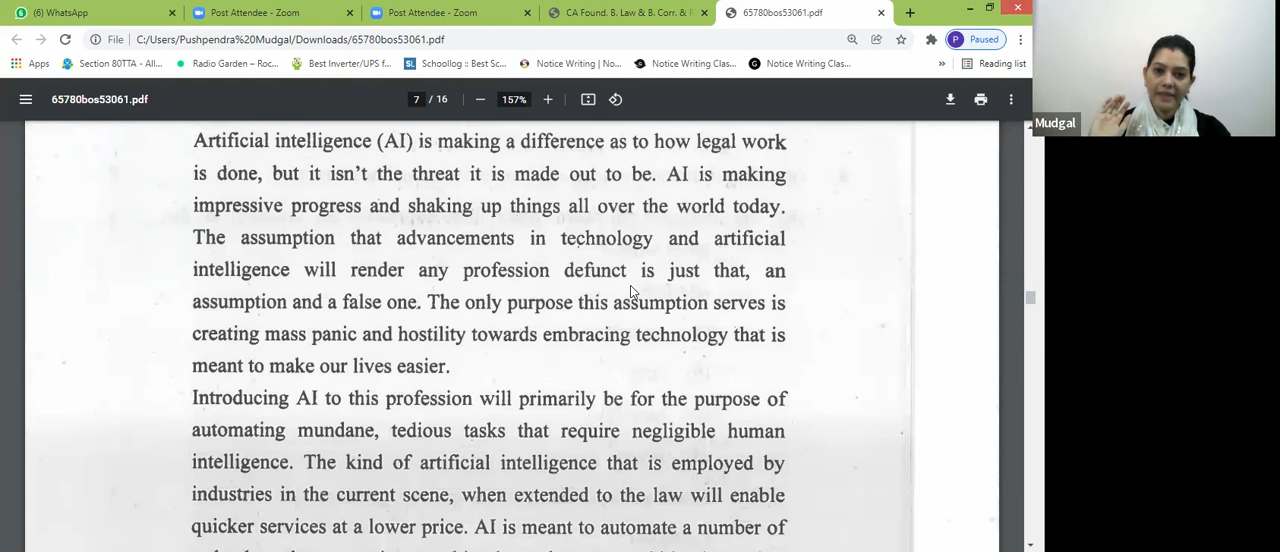 (6) WhatsApp
Post Attendee - Zoom
Post Attendee - Zoom
CA Found. B. Law & B. Corr. & R
65780bos53061.pdf
File
C:/Users/Pushpendra%20Mudgal/Downloads/65780bos53061.pdf
P
Paused
Apps
Section 80TTA - All...
Radio Garden – Roc...
Best Inverter/UPS f...
Schoollog :: Best Sc...
Notice Writing | No...
Notice Writing Clas...
Notice Writing Clas...
»
Reading list
65780bos53061.pdf
7 / 16
157%
Mudgal
Artificial intelligence (AI) is making a difference as to how legal work
is done, but it isn't the threat it is made out to be. AI is making
impressive progress and shaking up things all over the world today.
The assumption that advancements in technology and artificial
intelligence will render any profession defunct is just that, an
assumption and a false one. The only purpose this assumption serves is
creating mass panic and hostility towards embracing technology that is
meant to make our lives easier.
Introducing AI to this profession will primarily be for the purpose of
automating mundane, tedious tasks that require negligible human
intelligence. The kind of artificial intelligence that is employed by
industries in the current scene, when extended to the law will enable
quicker services at a lower price. AI is meant to automate a number of